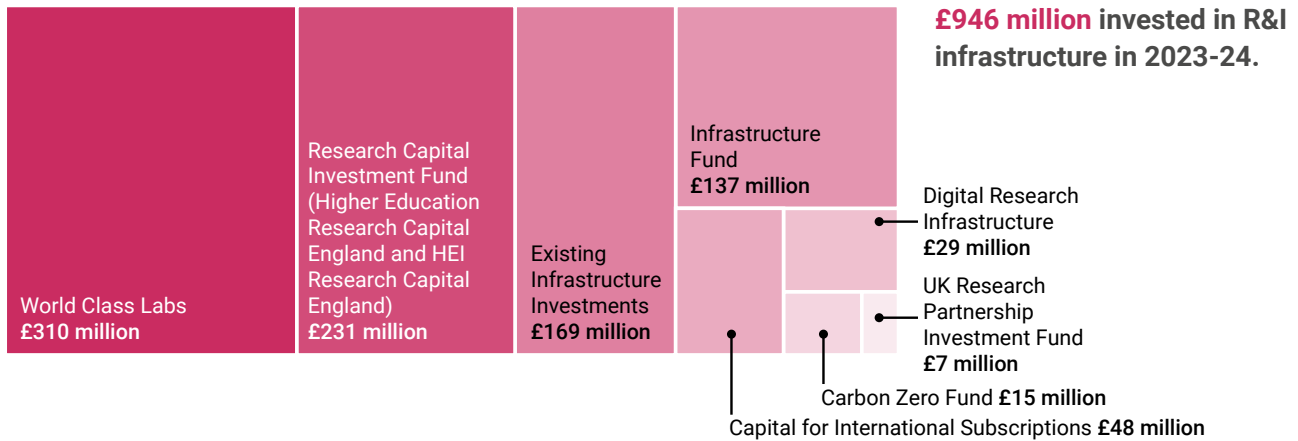 £946 million invested in R&I
infrastructure in 2023-24.
World Class Labs
£310 million
Research Capital
Investment Fund
(Higher Education
Research Capital
England and HEI
Research Capital
England)
£231 million
Existing
Infrastructure
Investments
£169 million
Infrastructure
Fund
£137 million
Digital Research
Infrastructure
£29 million
UK Research
Partnership
Investment Fund
£7 million
Carbon Zero Fund £15 million
Capital for International Subscriptions £48 million